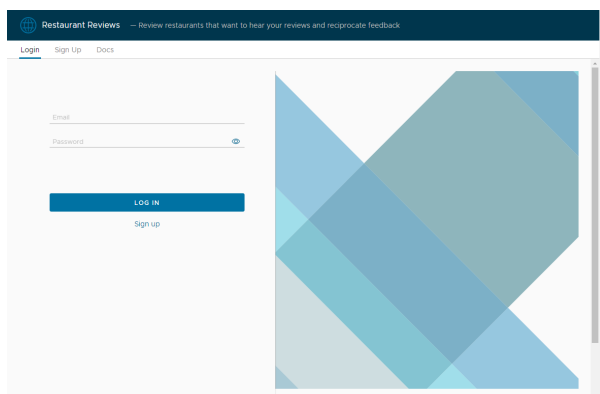 Restaurant Reviews — Review restaurants that want to hear your reviews and reciprocate feedback
Login Sign Up Docs
Email
Password
LOG IN
Sign up